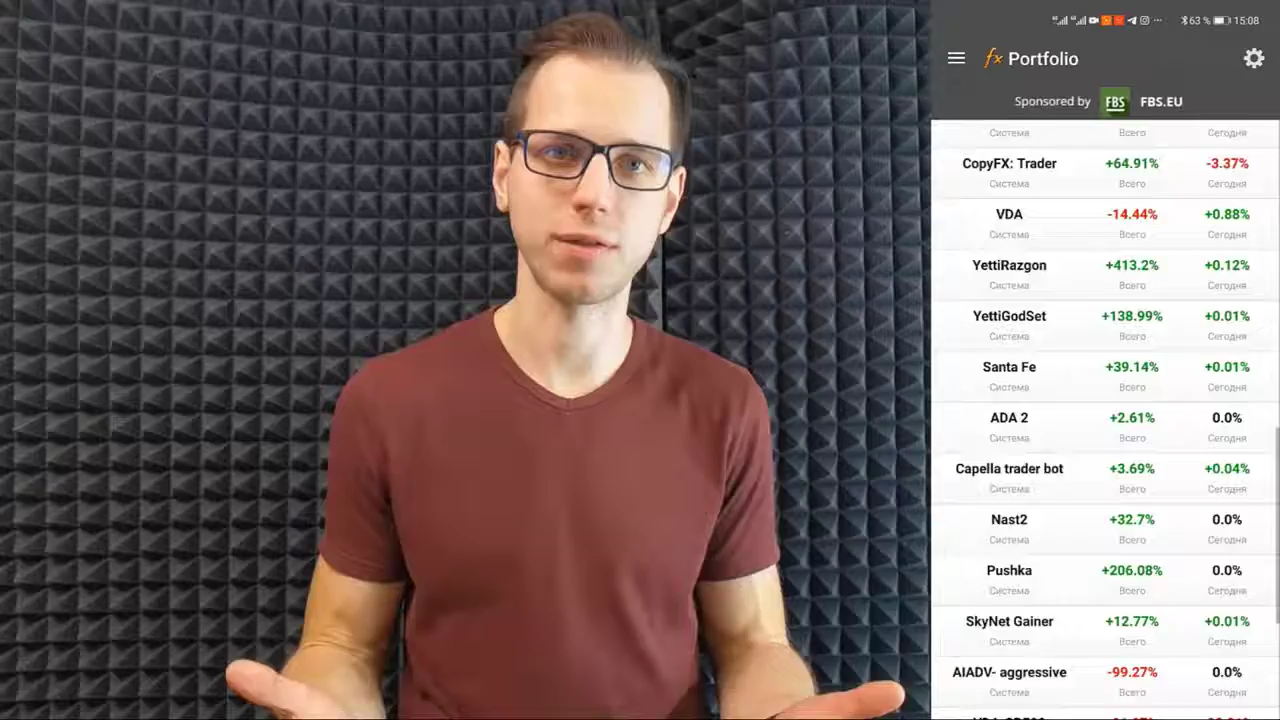 63 % 15:08
fx Portfolio
Sponsored by FBS FBS.EU
Система Всего Сегодня
CopyFX: Trader +64.91% -3.37%
Система Всего Сегодня
VDA -14.44% +0.88%
Система Всего Сегодня
YettiRazgon +413.2% +0.12%
Система Всего Сегодня
YettiGodSet +138.99% +0.01%
Система Всего Сегодня
Santa Fe +39.14% +0.01%
Система Всего Сегодня
ADA 2 +2.61% 0.0%
Система Всего Сегодня
Capella trader bot +3.69% +0.04%
Система Всего Сегодня
Nast2 +32.7% 0.0%
Система Всего Сегодня
Pushka +206.08% 0.0%
Система Всего Сегодня
SkyNet Gainer +12.77% +0.01%
Система Всего Сегодня
AIADV- aggressive -99.27% 0.0%
Система Всего Сегодня